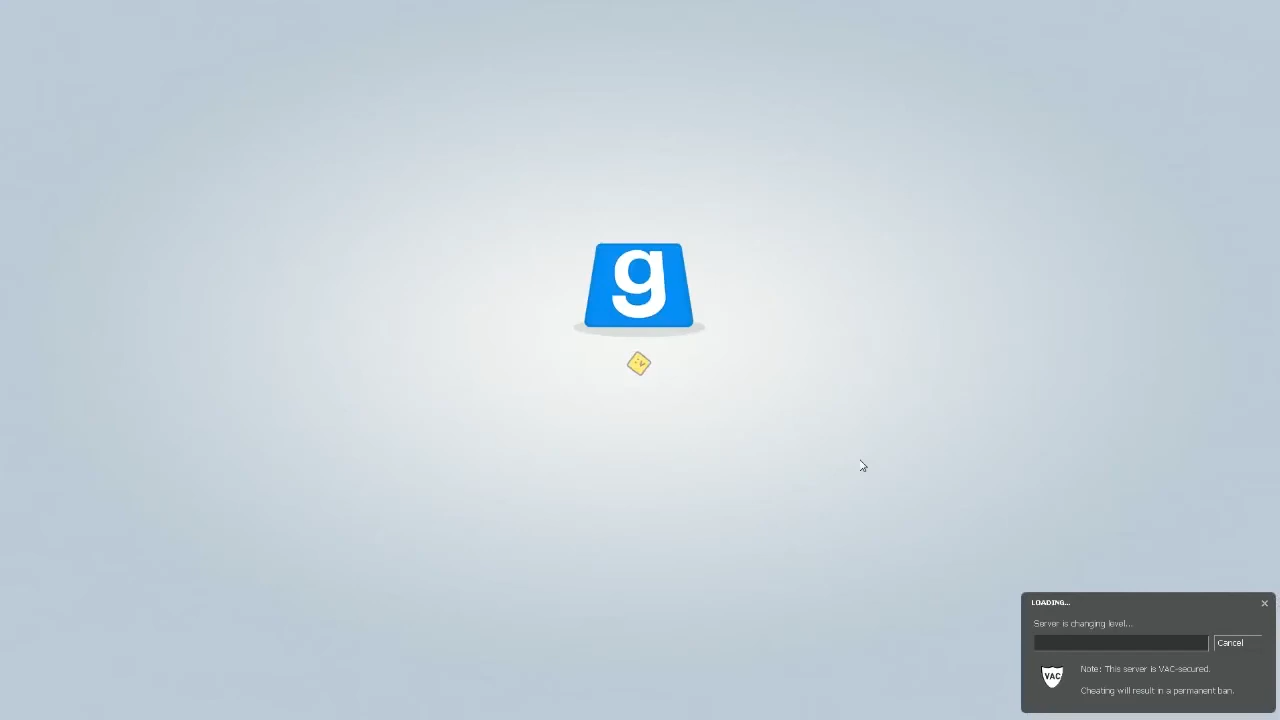 g
:v
LOADING...
Server is changing level...
Cancel
VAC
Note: This server is VAC-secured.
Cheating will result in a permanent ban.